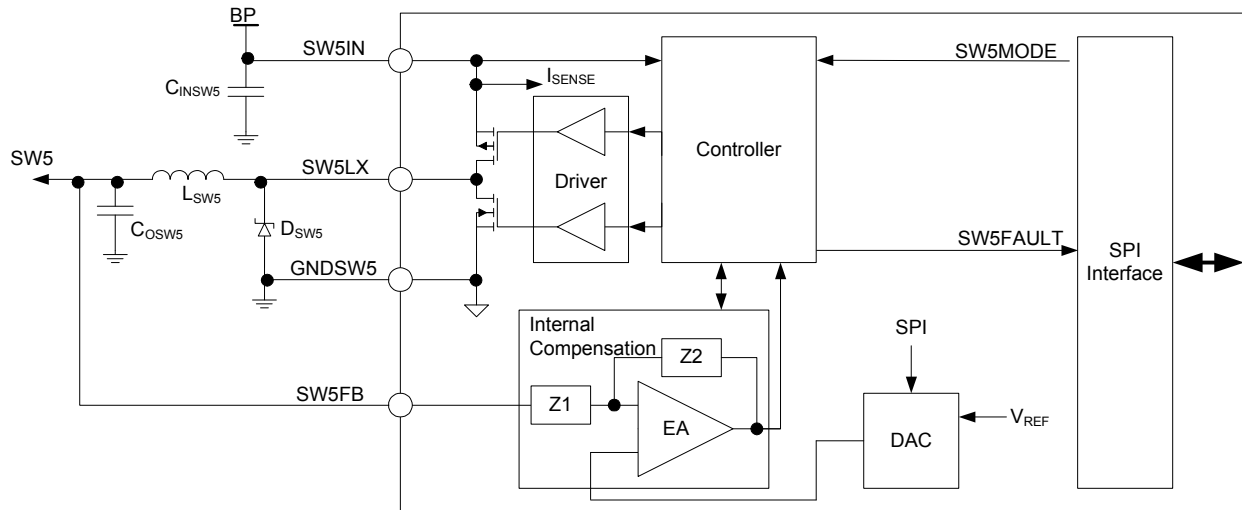 BP
SW5IN
SW5MODE
CINSW5
ISENSE
Controller
SW5
SW5LX
Driver
LSW5
COSW5
DSW5
SW5FAULT
SPI
Interface
GNDSW5
Internal
Compensation
SPI
Z2
SW5FB
Z1
VREF
EA
DAC